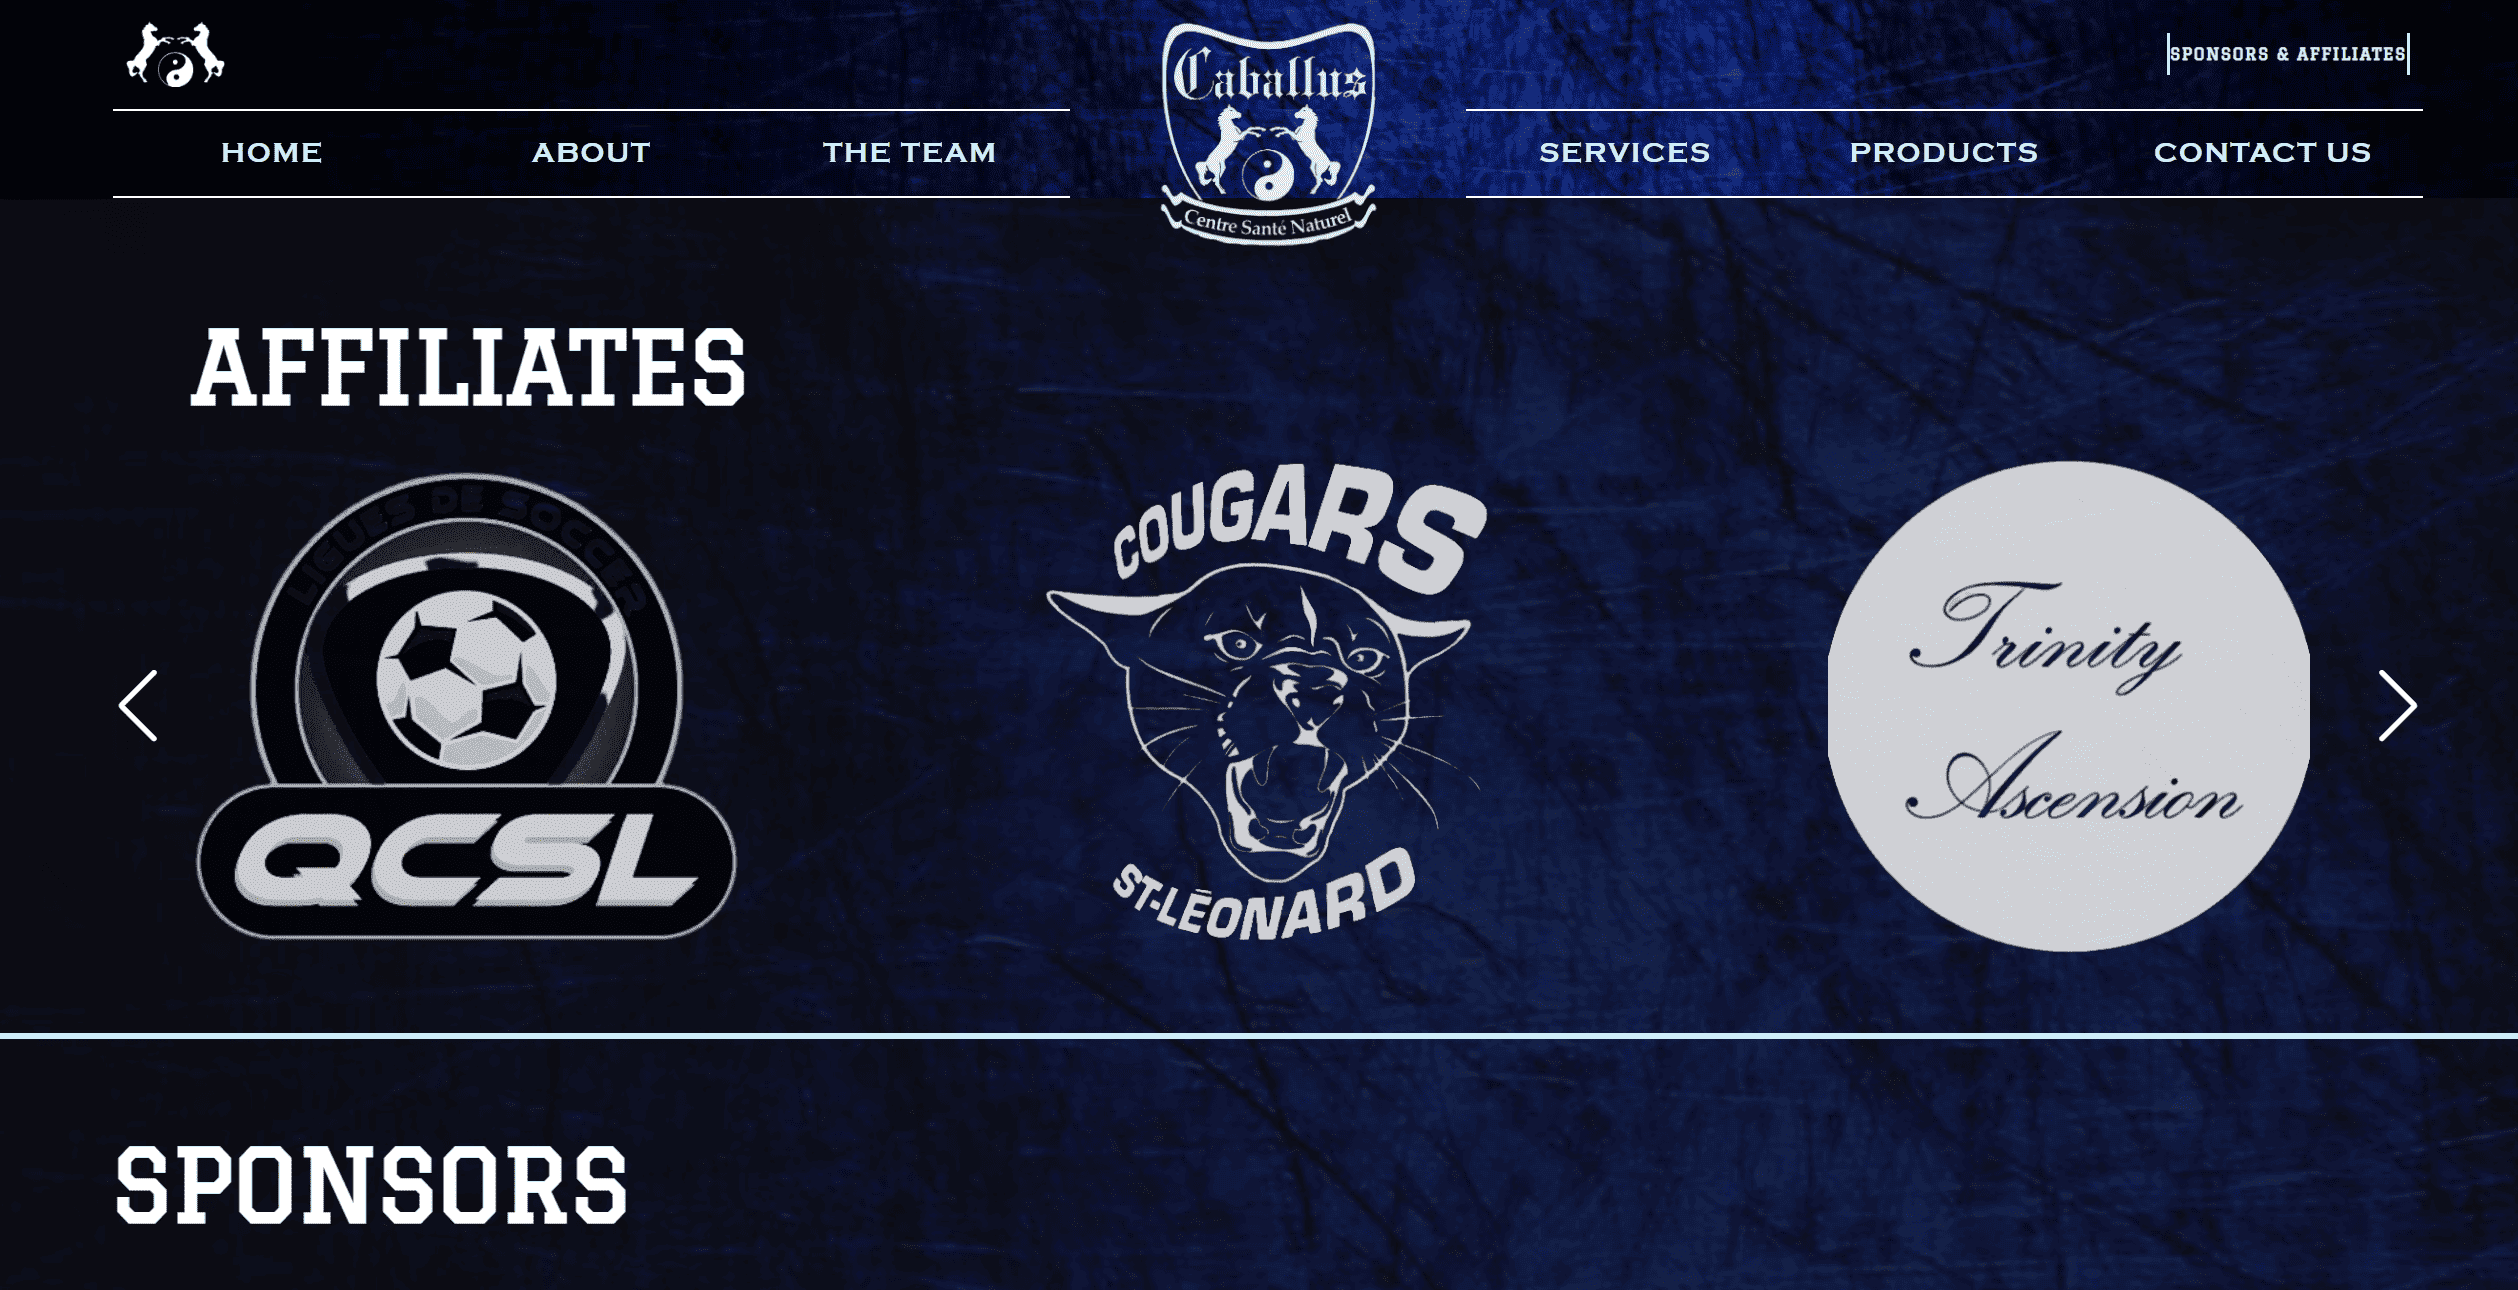 SPONSORS & AFFILIATES
Caballus
Centre Santé Naturel
HOME
ABOUT
THE TEAM
SERVICES
PRODUCTS
CONTACT US
AFFILIATES
LIGUES DE SOCCER
QCSL
COUGARS
ST-LÉONARD
Trinity
Ascension
SPONSORS